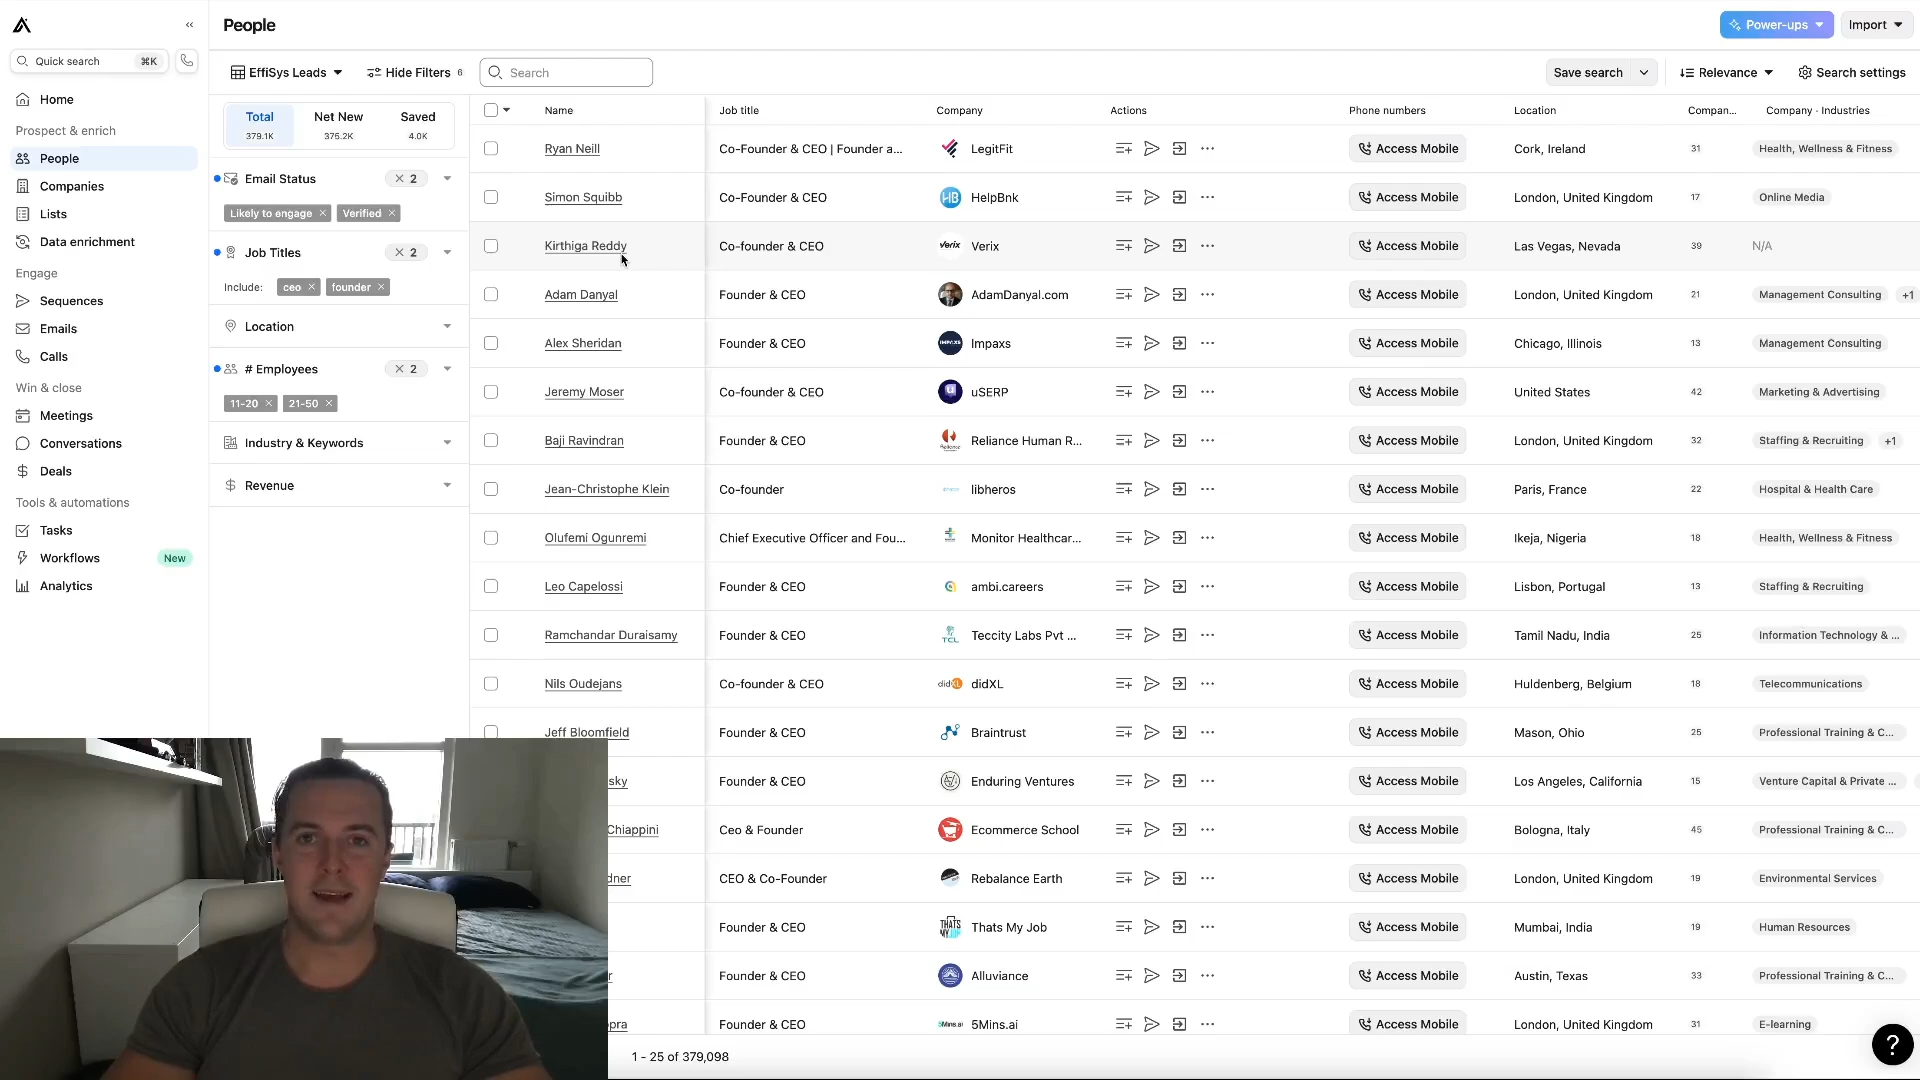 People
Power-ups
Import
Quick search ⌘K
EffiSys Leads
Hide Filters 6
Search
Save search
Relevance
Search settings
Home
Prospect & enrich
People
Companies
Lists
Data enrichment
Engage
Sequences
Emails
Calls
Win & close
Meetings
Conversations
Deals
Tools & automations
Tasks
Workflows New
Analytics
Total Net New Saved
379.1K 375.2K 4.0K
Email Status 2
Likely to engage Verified
Job Titles 2
Include: ceo founder
Location
# Employees 2
11-20 21-50
Industry & Keywords
Revenue
Name Job title Company Actions Phone numbers Location Compan... Company · Industries
Ryan Neill Co-Founder & CEO | Founder a... LegitFit Access Mobile Cork, Ireland 31 Health, Wellness & Fitness
Simon Squibb Co-Founder & CEO HB HelpBnk Access Mobile London, United Kingdom 17 Online Media
Kirthiga Reddy Co-founder & CEO verix Verix Access Mobile Las Vegas, Nevada 39 N/A
Adam Danyal Founder & CEO AdamDanyal.com Access Mobile London, United Kingdom 21 Management Consulting +1
Alex Sheridan Founder & CEO IMPAXS Impaxs Access Mobile Chicago, Illinois 13 Management Consulting
Jeremy Moser Co-founder & CEO uSERP Access Mobile United States 42 Marketing & Advertising
Baji Ravindran Founder & CEO Reliance Human R... Access Mobile London, United Kingdom 32 Staffing & Recruiting +1
Jean-Christophe Klein Co-founder libheros Access Mobile Paris, France 22 Hospital & Health Care
Olufemi Ogunremi Chief Executive Officer and Fou... Monitor Healthcar... Access Mobile Ikeja, Nigeria 18 Health, Wellness & Fitness
Leo Capelossi Founder & CEO ambi.careers Access Mobile Lisbon, Portugal 13 Staffing & Recruiting
Ramchandar Duraisamy Founder & CEO TCL Teccity Labs Pvt ... Access Mobile Tamil Nadu, India 25 Information Technology & ...
Nils Oudejans Co-founder & CEO didXL didXL Access Mobile Huldenberg, Belgium 18 Telecommunications
Jeff Bloomfield Founder & CEO Braintrust Access Mobile Mason, Ohio 25 Professional Training & C...
sky Founder & CEO Enduring Ventures Access Mobile Los Angeles, California 15 Venture Capital & Private ...
Chiappini Ceo & Founder Ecommerce School Access Mobile Bologna, Italy 45 Professional Training & C...
dner CEO & Co-Founder Rebalance Earth Access Mobile London, United Kingdom 19 Environmental Services
Founder & CEO THATS MY JOB Thats My Job Access Mobile Mumbai, India 19 Human Resources
r Founder & CEO Alluviance Access Mobile Austin, Texas 33 Professional Training & C...
pra Founder & CEO 5Mins.ai 5Mins.ai Access Mobile London, United Kingdom 31 E-learning
1 - 25 of 379,098
?